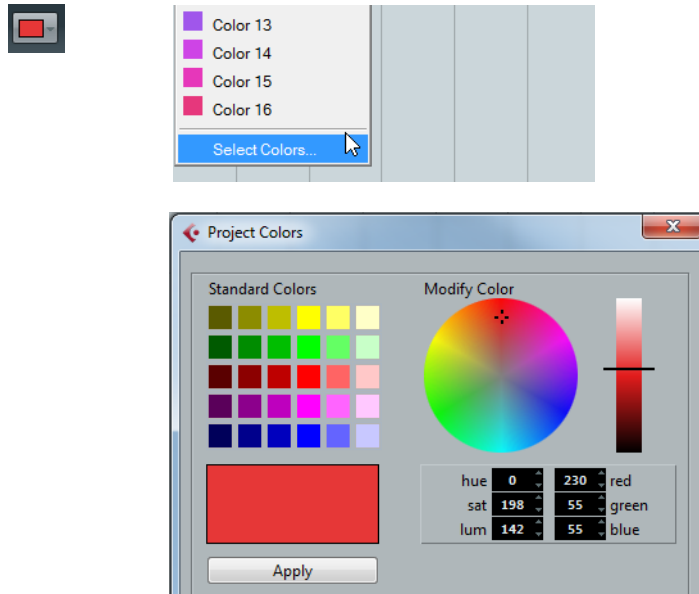 Color 13
Color 14
Color 15
Color 16
Select Colors...
Project Colors
Standard Colors
Modify Color
hue 0 230 red
sat 198 55 green
lum 142 55 blue
Apply